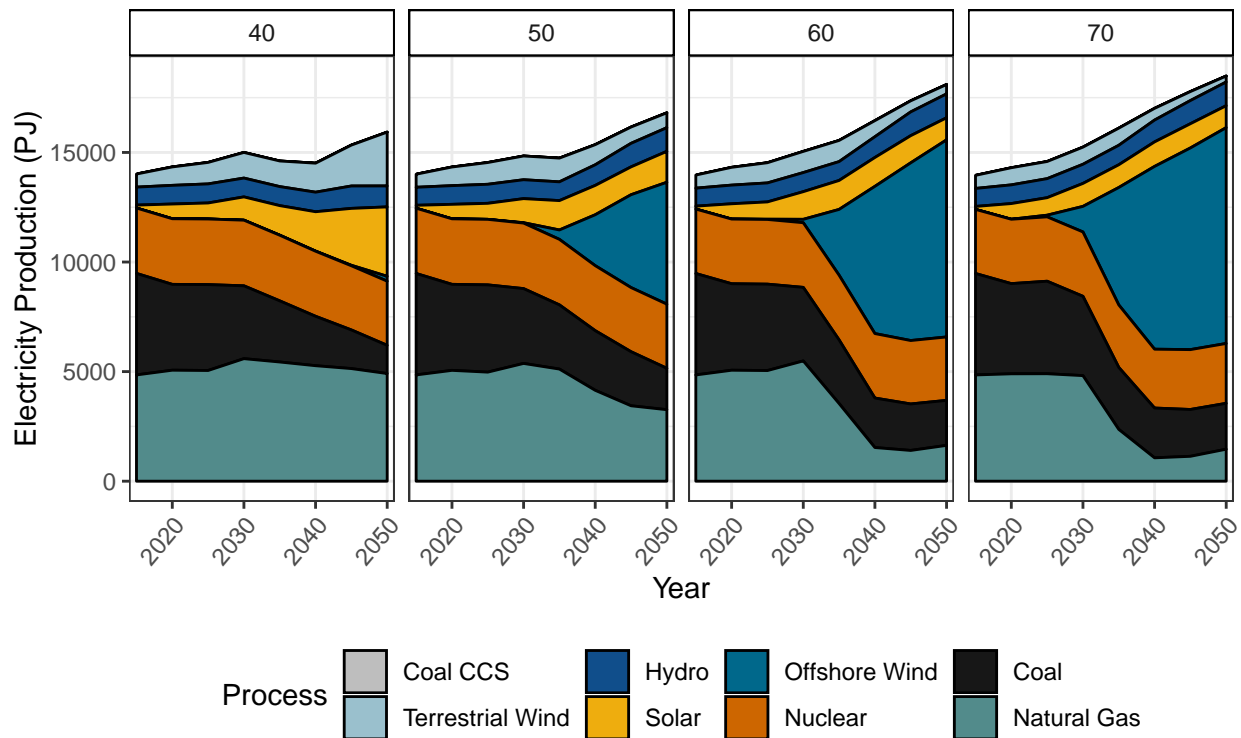 40 50 60 70
Electricity Production (PJ)
15000
10000
5000
0
2020 2030 2040 2050 2020 2030 2040 2050 2020 2030 2040 2050 2020 2030 2040 2050
Year
Process
Coal CCS Hydro Offshore Wind Coal
Terrestrial Wind Solar Nuclear Natural Gas